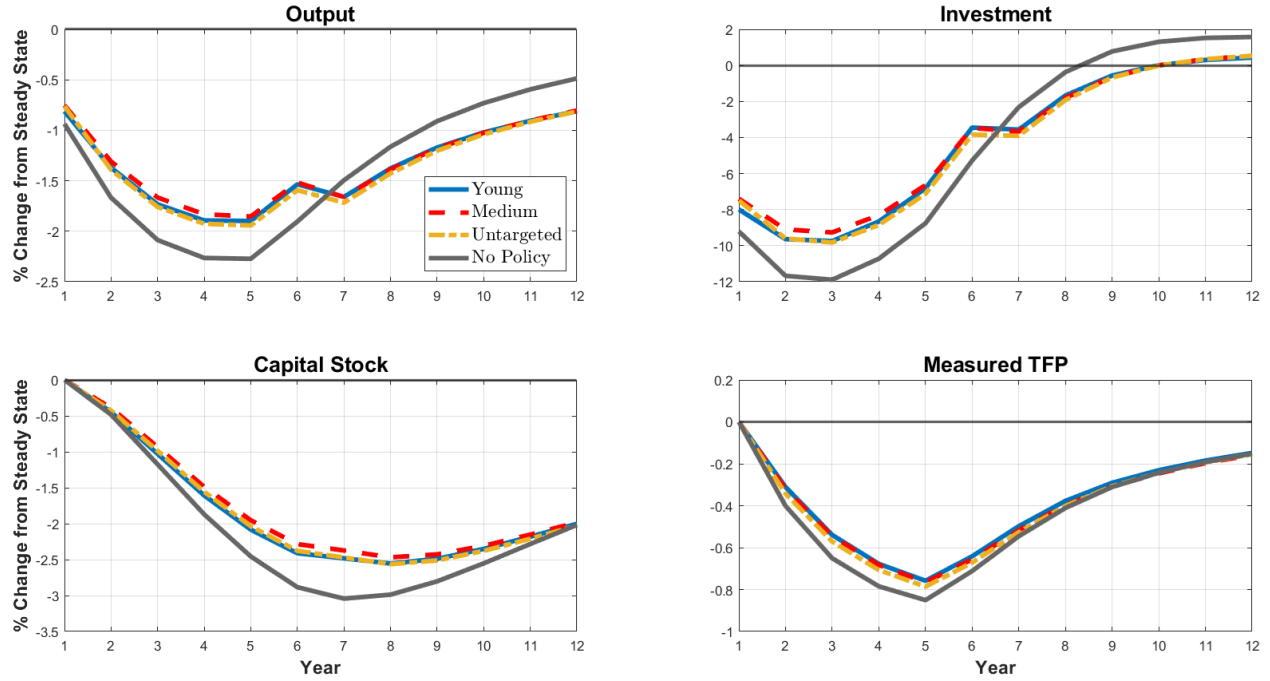 Output
% Change from Steady State
0
-0.5
-1
-1.5
-2
-2.5
1 2 3 4 5 6 7 8 9 10 11 12
Young
Medium
Untargeted
No Policy
Investment
2
0
-2
-4
-6
-8
-10
-12
1 2 3 4 5 6 7 8 9 10 11 12
Capital Stock
% Change from Steady State
0
-0.5
-1
-1.5
-2
-2.5
-3
-3.5
1 2 3 4 5 6 7 8 9 10 11 12
Year
Measured TFP
0.2
0
-0.2
-0.4
-0.6
-0.8
-1
1 2 3 4 5 6 7 8 9 10 11 12
Year